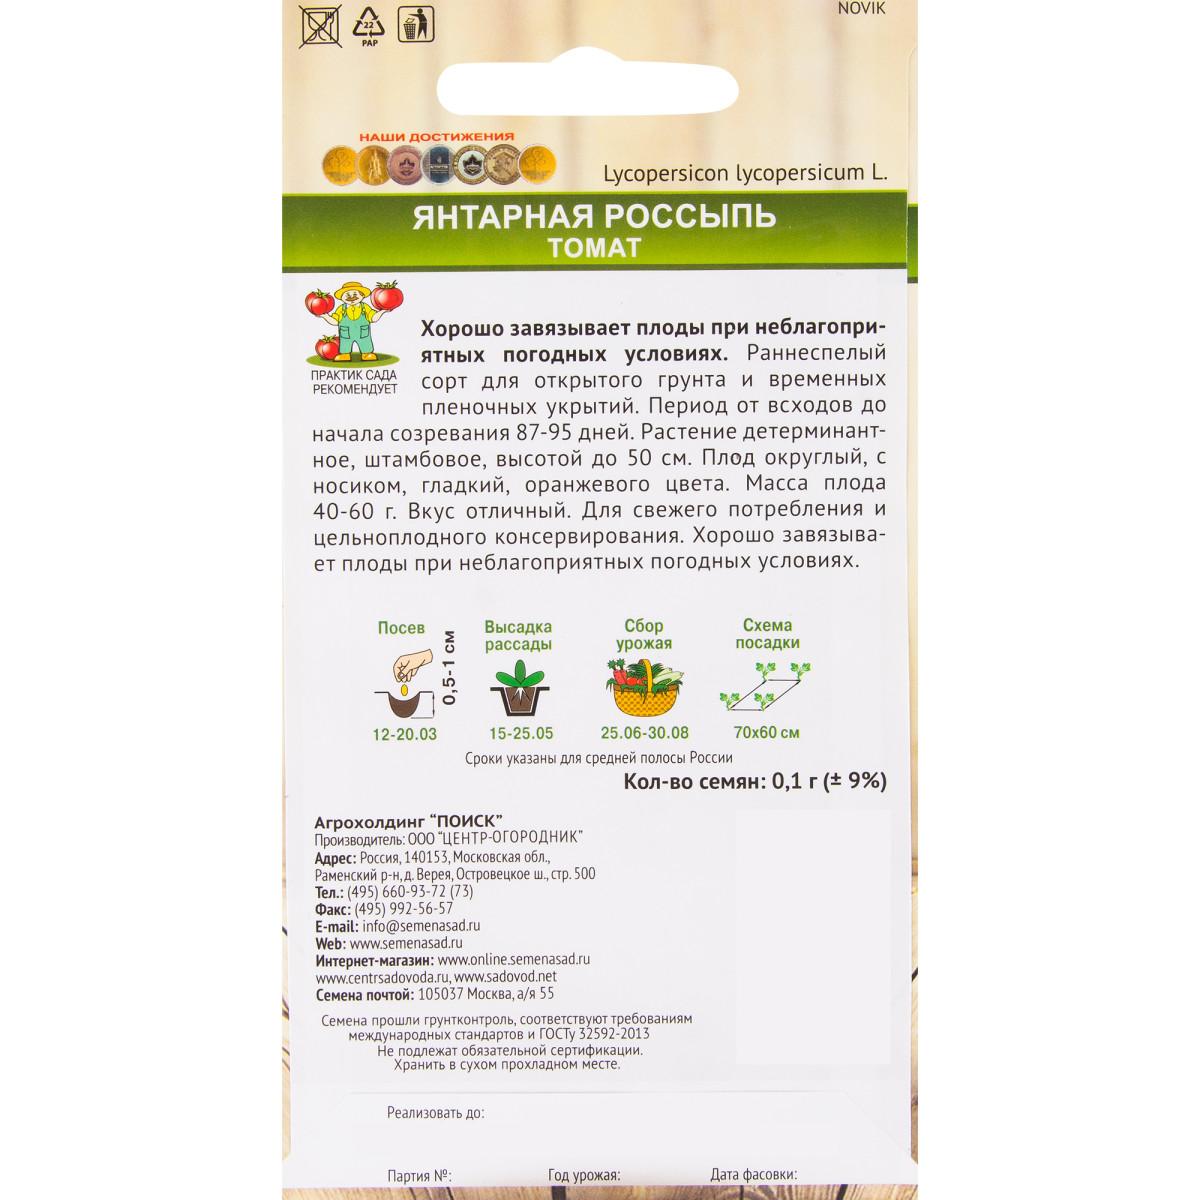 NOVIK
22
PAP
НАШИ ДОСТИЖЕНИЯ
Lycopersicon lycopersicum L.
ЯНТАРНАЯ РОССЫПЬ
ТОМАТ
ПРАКТИК САДА
РЕКОМЕНДУЕТ
Хорошо завязывает плоды при неблагопри-
ятных погодных условиях. Раннеспелый
сорт для открытого грунта и временных
пленочных укрытий. Период от всходов до
начала созревания 87-95 дней. Растение детерминант-
ное, штамбовое, высотой до 50 см. Плод округлый, с
носиком, гладкий, оранжевого цвета. Масса плода
40-60 г. Вкус отличный. Для свежего потребления и
цельноплодного консервирования. Хорошо завязыва-
ет плоды при неблагоприятных погодных условиях.
Посев
0,5-1 см
12-20.03
Высадка
рассады
15-25.05
Сбор
урожая
25.06-30.08
Схема
посадки
70х60 см
Сроки указаны для средней полосы России
Кол-во семян: 0,1 г (± 9%)
Агрохолдинг "ПОИСК"
Производитель: ООО "ЦЕНТР-ОГОРОДНИК"
Адрес: Россия, 140153, Московская обл.,
Раменский р-н, д. Верея, Островецкое ш., стр. 500
Тел.: (495) 660-93-72 (73)
Факс: (495) 992-56-57
E-mail: info@semenasad.ru
Web: www.semenasad.ru
Интернет-магазин: www.online.semenasad.ru
www.centrsadovoda.ru, www.sadovod.net
Семена почтой: 105037 Москва, а/я 55
Семена прошли грунтконтроль, соответствуют требованиям
международных стандартов и ГОСТу 32592-2013
Не подлежат обязательной сертификации.
Хранить в сухом прохладном месте.
Реализовать до:
Партия №:
Год урожая:
Дата фасовки: